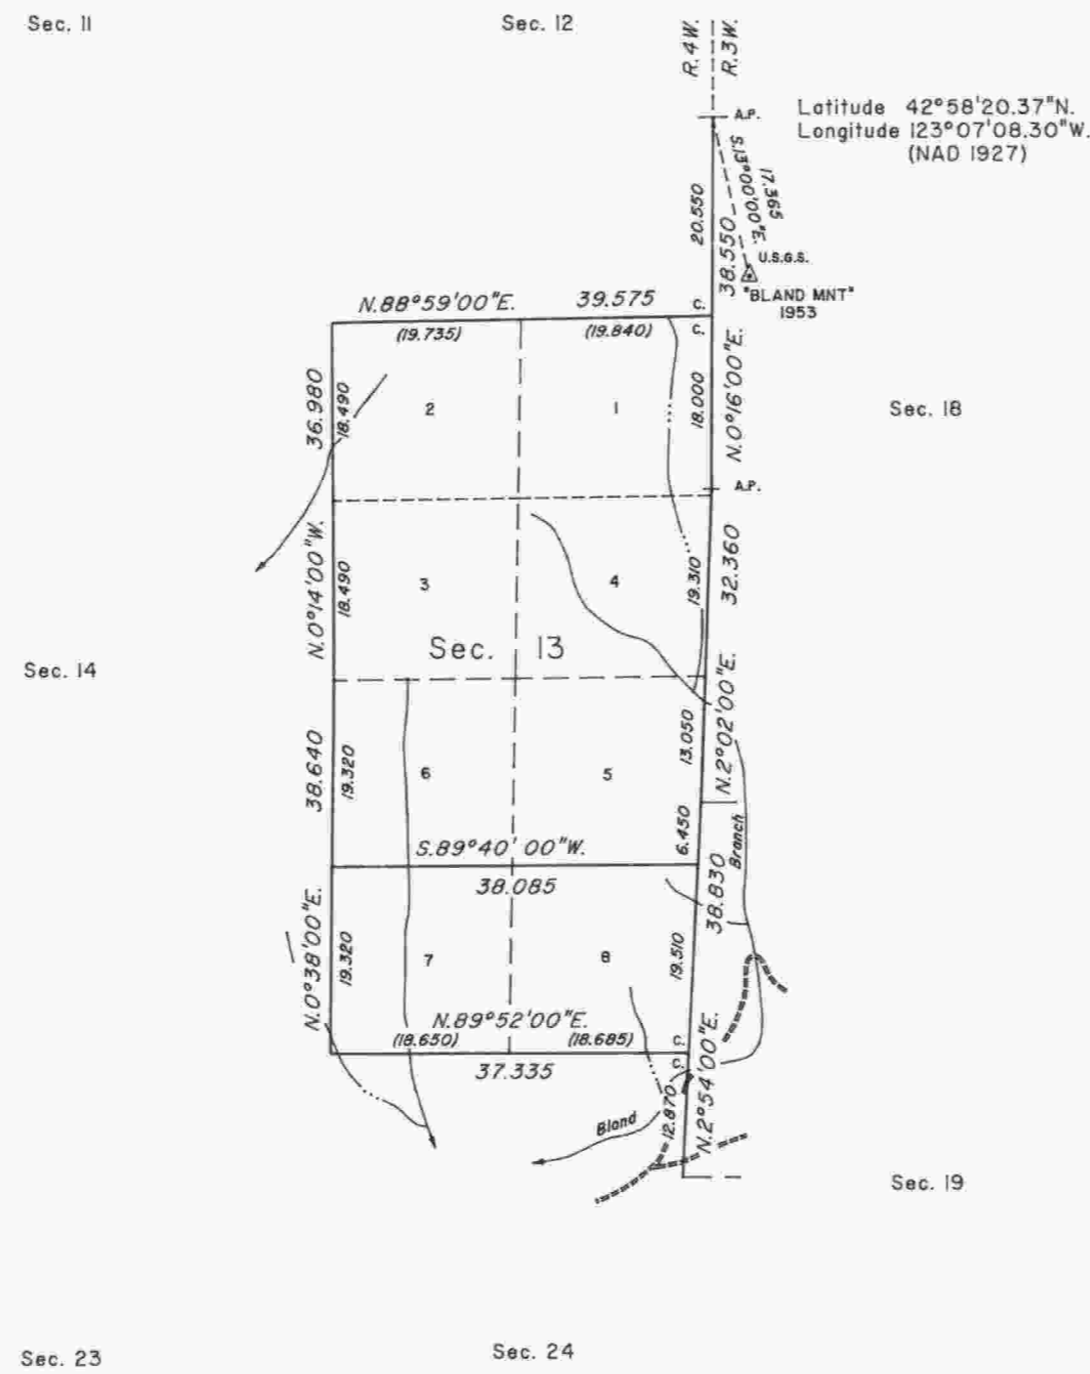 Sec. 11
Sec. 12
R.4W.
R.3W.
A.P.
Latitude 42°58'20.37"N.
Longitude 123°07'08.30"W.
(NAD 1927)
S.13°00'00"E.
17.365
20.550
38.550
U.S.G.S.
"BLAND MNT"
1953
N.88°59'00"E.
39.575
C.
(19.735)
(19.840)
C.
36.980
18.490
2
1
18.000
N.0°16'00"E.
Sec. 18
A.P.
N.0°14'00"W.
18.490
3
4
19.310
32.360
Sec. 13
Sec. 14
38.640
19.320
6
5
13.050
N.2°02'00"E.
6.450
Branch
S.89°40'00"W.
38.085
38.830
N.0°38'00"E.
19.320
7
8
19.510
N.89°52'00"E.
(18.650)
(18.685)
C.
C.
37.335
N.2°54'00"E.
12.870
Bland
Sec. 19
Sec. 23
Sec. 24